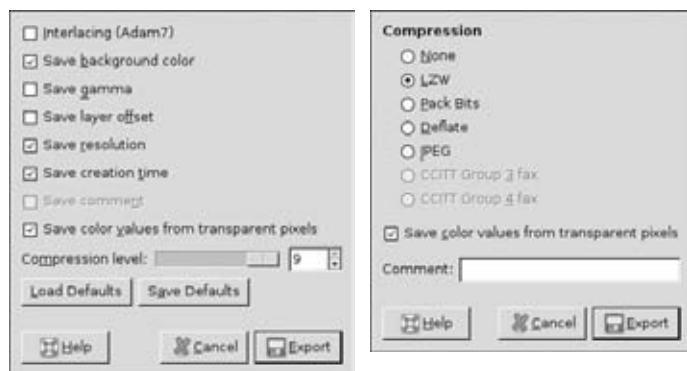 Interlacing (Adam7)
Save background color
Save gamma
Save layer offset
Save resolution
Save creation time
Save comment
Save color values from transparent pixels
Compression level: 9
Load Defaults Save Defaults
Help Cancel Export
Compression
None
LZW
Pack Bits
Deflate
JPEG
CCITT Group 3 fax
CCITT Group 4 fax
Save color values from transparent pixels
Comment:
Help Cancel Export